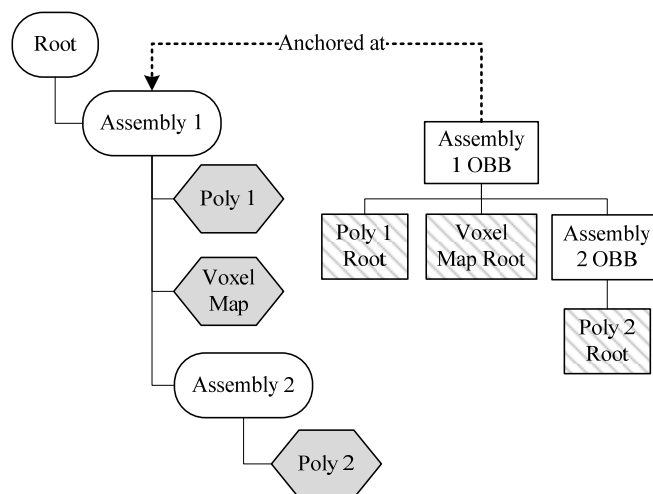 Root
Anchored at
Assembly 1
Assembly
1 OBB
Poly 1
Poly 1
Root
Voxel
Map Root
Assembly
2 OBB
Voxel
Map
Poly 2
Root
Assembly 2
Poly 2